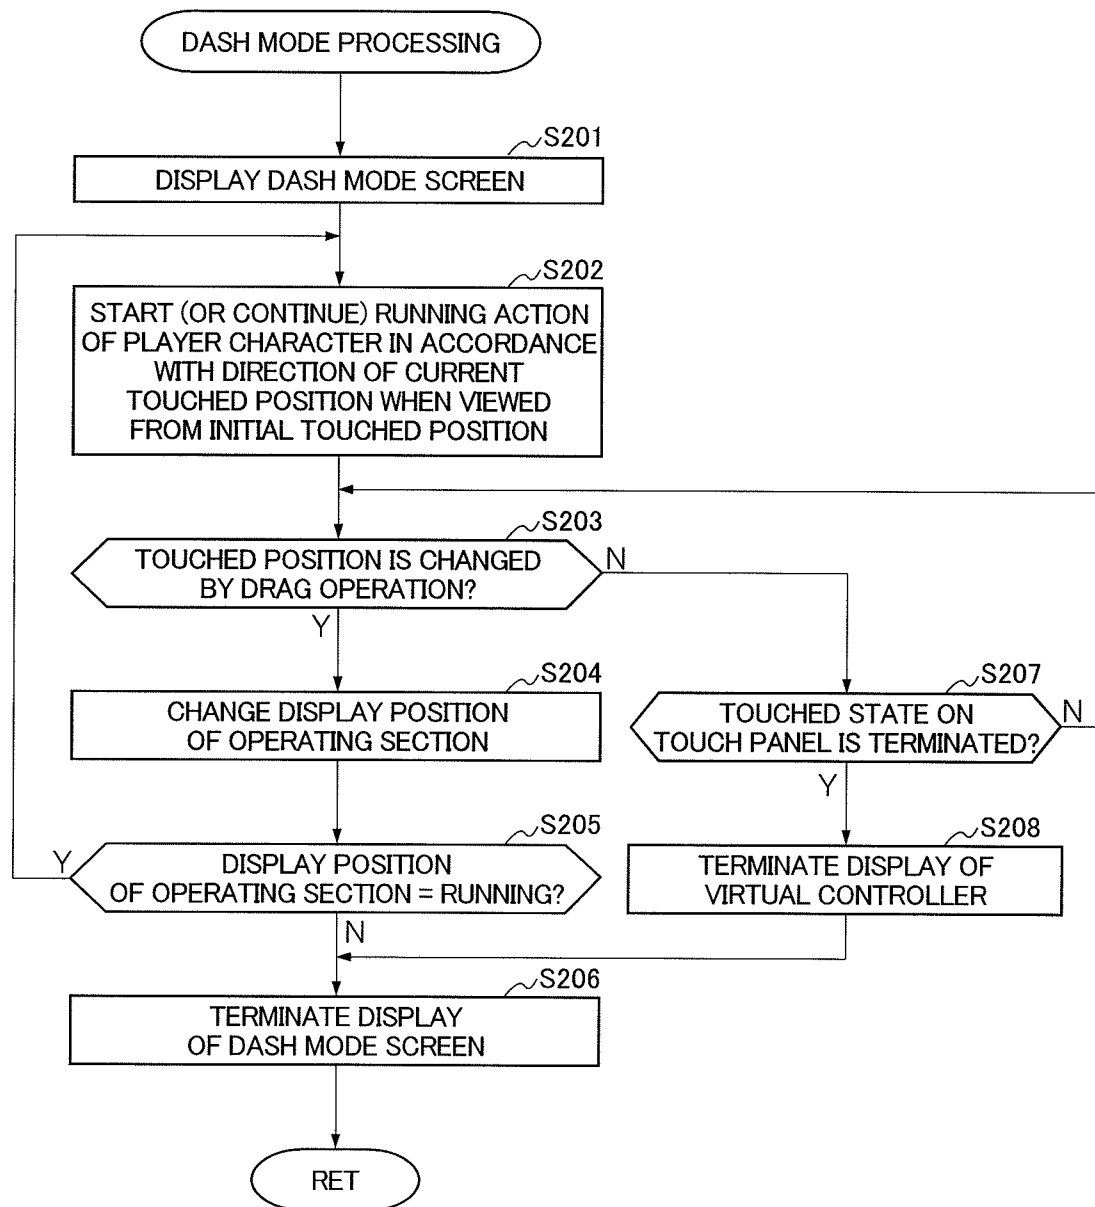 DASH MODE PROCESSING
S201
DISPLAY DASH MODE SCREEN
S202
START (OR CONTINUE) RUNNING ACTION
OF PLAYER CHARACTER IN ACCORDANCE
WITH DIRECTION OF CURRENT
TOUCHED POSITION WHEN VIEWED
FROM INITIAL TOUCHED POSITION
S203
TOUCHED POSITION IS CHANGED
BY DRAG OPERATION?
N
Y
S204
CHANGE DISPLAY POSITION
OF OPERATING SECTION
S207
TOUCHED STATE ON
TOUCH PANEL IS TERMINATED?
N
Y
S205
Y
DISPLAY POSITION
OF OPERATING SECTION = RUNNING?
N
S208
TERMINATE DISPLAY OF
VIRTUAL CONTROLLER
S206
TERMINATE DISPLAY
OF DASH MODE SCREEN
RET